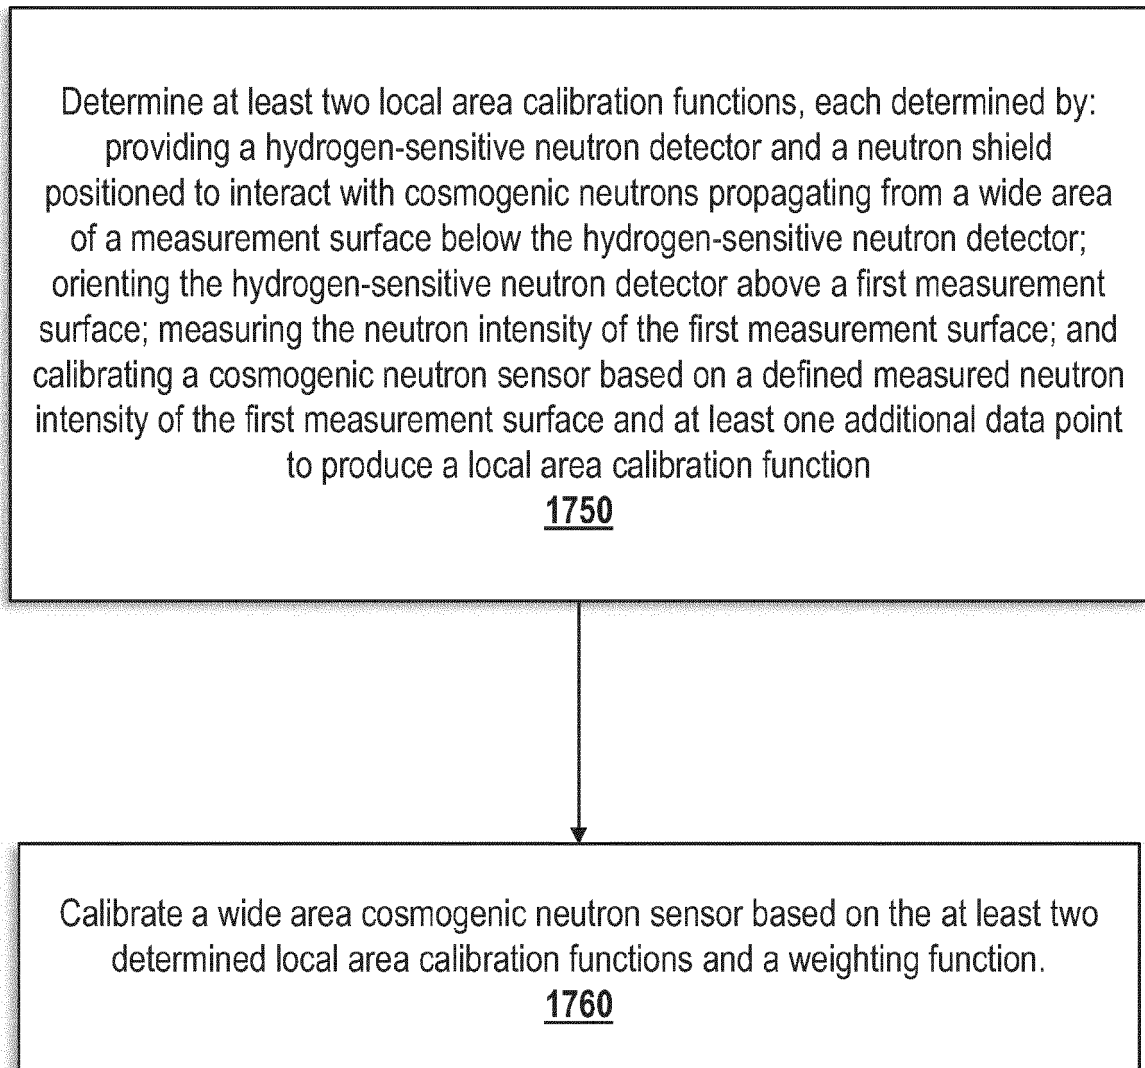 Determine at least two local area calibration functions, each determined by:
providing a hydrogen-sensitive neutron detector and a neutron shield
positioned to interact with cosmogenic neutrons propagating from a wide area
of a measurement surface below the hydrogen-sensitive neutron detector;
orienting the hydrogen-sensitive neutron detector above a first measurement
surface; measuring the neutron intensity of the first measurement surface; and
calibrating a cosmogenic neutron sensor based on a defined measured neutron
intensity of the first measurement surface and at least one additional data point
to produce a local area calibration function
1750
Calibrate a wide area cosmogenic neutron sensor based on the at least two
determined local area calibration functions and a weighting function.
1760